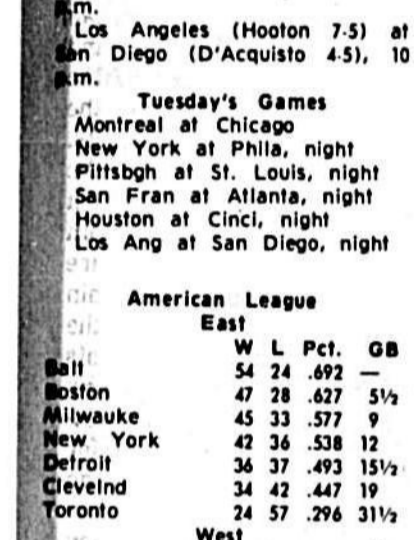 p.m.
Los Angeles (Hooton 7-5) at
San Diego (D'Acquisto 4-5), 10
p.m.
Tuesday's Games
Montreal at Chicago
New York at Phila, night
Pittsbgh at St. Louis, night
San Fran at Atlanta, night
Houston at Cinci, night
Los Ang at San Diego, night
American League
East
W L Pct. GB
Balt 54 24 .692 —
Boston 47 28 .627 5½
Milwauke 45 33 .577 9
New York 42 36 .538 12
Detroit 36 37 .493 15½
Clevelnd 34 42 .447 19
Toronto 24 57 .296 31½
West